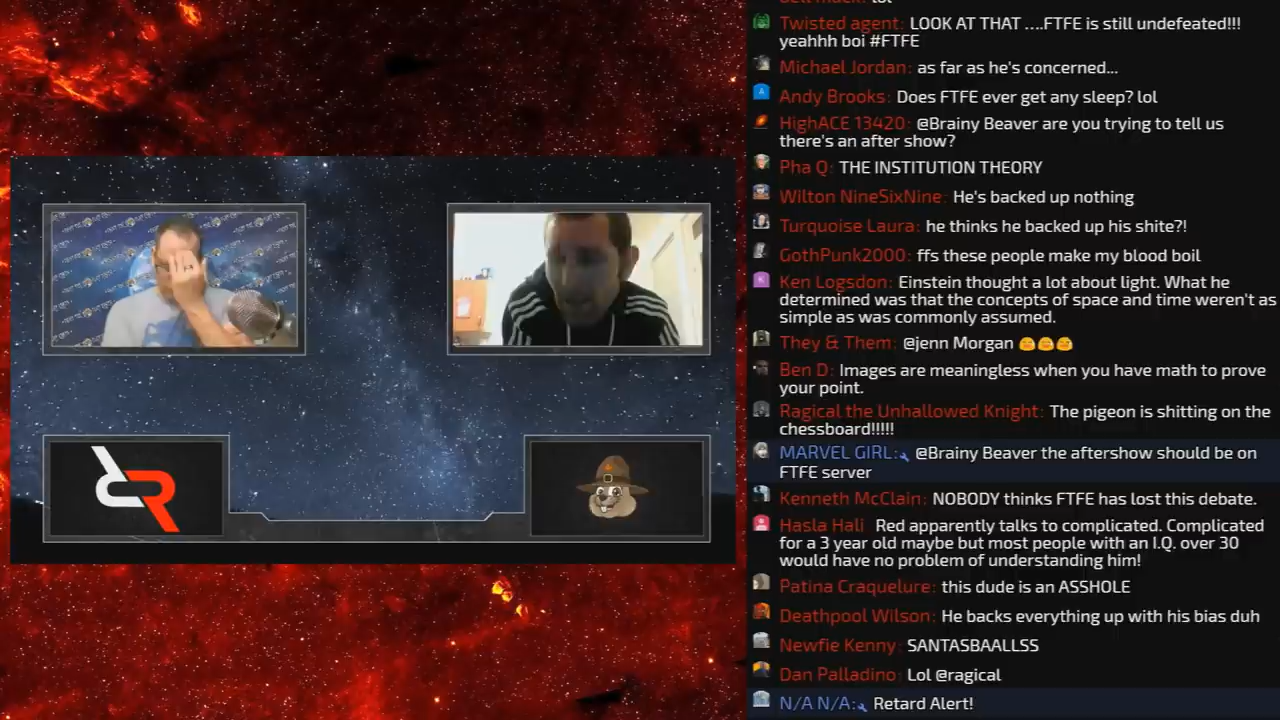 Twisted agent: LOOK AT THAT ....FTFE is still undefeated!!!
yeahhh boi #FTFE
Michael Jordan: as far as he's concerned...
Andy Brooks: Does FTFE ever get any sleep? lol
HighACE 13420: @Brainy Beaver are you trying to tell us
there's an after show?
Pha Q: THE INSTITUTION THEORY
Wilton NineSixNine: He's backed up nothing
Turquoise Laura: he thinks he backed up his shite?!
GothPunk2000: ffs these people make my blood boil
Ken Logsdon: Einstein thought a lot about light. What he
determined was that the concepts of space and time weren't as
simple as was commonly assumed.
They & Them: @jenn Morgan
Ben D: Images are meaningless when you have math to prove
your point.
Ragical the Unhallowed Knight: The pigeon is shitting on the
chessboard!!!!!
MARVEL GIRL: @Brainy Beaver the aftershow should be on
FTFE server
Kenneth McClain: NOBODY thinks FTFE has lost this debate.
Hasla Hali Red apparently talks to complicated. Complicated
for a 3 year old maybe but most people with an I.Q. over 30
would have no problem of understanding him!
Patina Craquelure: this dude is an ASSHOLE
Deathpool Wilson: He backs everything up with his bias duh
Newfie Kenny: SANTASBAALLSS
Dan Palladino: Lol @ragical
N/A N/A: Retard Alert!